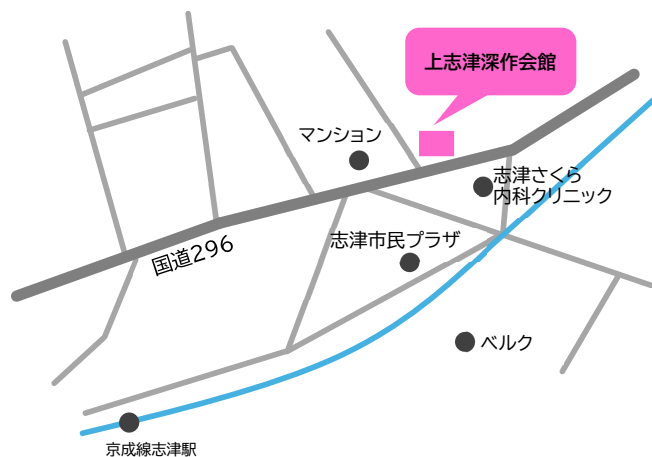 上志津深作会館
マンション
志津さくら
内科クリニック
国道296
志津市民プラザ
ベルク
京成線志津駅